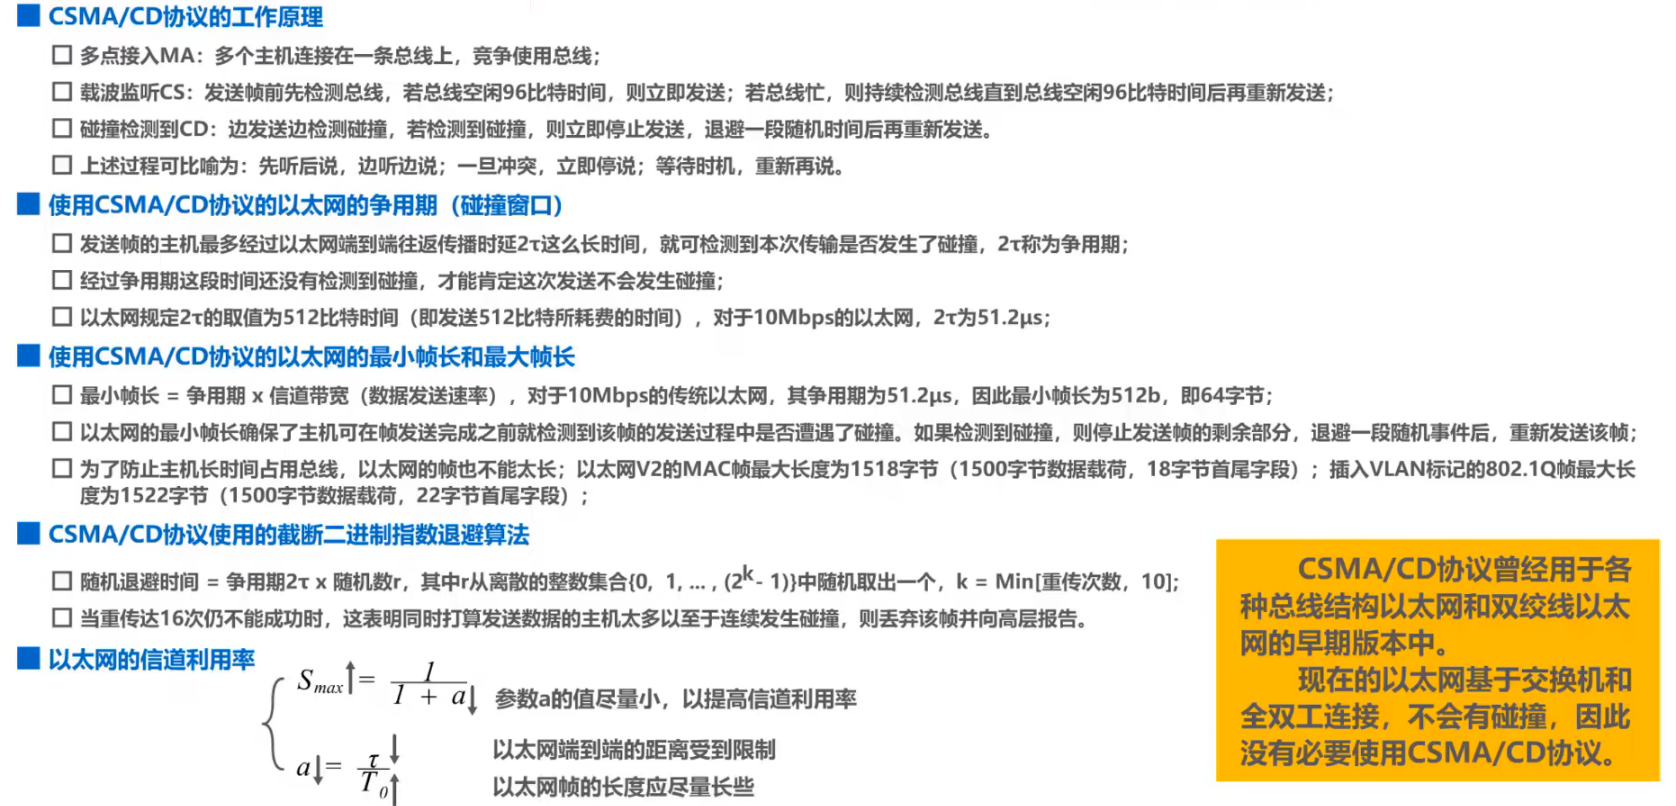 CSMA/CD协议的工作原理
多点接入MA：多个主机连接在一条总线上，竞争使用总线；
载波监听CS：发送帧前先检测总线，若总线空闲96比特时间，则立即发送；若总线忙，则持续检测总线直到总线空闲96比特时间后再重新发送；
碰撞检测到CD：边发送边检测碰撞，若检测到碰撞，则立即停止发送，退避一段随机时间后再重新发送。
上述过程可比喻为：先听后说，边听边说；一旦冲突，立即停说；等待时机，重新再说。
使用CSMA/CD协议的以太网的争用期（碰撞窗口）
发送帧的主机最多经过以太网端到端往返传播时延2τ这么长时间，就可检测到本次传输是否发生了碰撞，2τ称为争用期；
经过争用期这段时间还没有检测到碰撞，才能肯定这次发送不会发生碰撞；
以太网规定2τ的取值为512比特时间（即发送512比特所耗费的时间），对于10Mbps的以太网，2τ为51.2μs；
使用CSMA/CD协议的以太网的最小帧长和最大帧长
最小帧长 = 争用期 x 信道带宽（数据发送速率），对于10Mbps的传统以太网，其争用期为51.2μs，因此最小帧长为512b，即64字节；
以太网的最小帧长确保了主机可在帧发送完成之前就检测到该帧的发送过程中是否遭遇了碰撞。如果检测到碰撞，则停止发送帧的剩余部分，退避一段随机事件后，重新发送该帧；
为了防止主机长时间占用总线，以太网的帧也不能太长；以太网V2的MAC帧最大长度为1518字节（1500字节数据载荷，18字节首尾字段）；插入VLAN标记的802.1Q帧最大长
度为1522字节（1500字节数据载荷，22字节首尾字段）；
CSMA/CD协议使用的截断二进制指数退避算法
随机退避时间 = 争用期2τ x 随机数r，其中r从离散的整数集合{0，1，...，(2^k - 1)}中随机取出一个，k = Min[重传次数，10]；
当重传达16次仍不能成功时，这表明同时打算发送数据的主机太多以至于连续发生碰撞，则丢弃该帧并向高层报告。
以太网的信道利用率
S_max↑ = 1 / (1 + a↓) 参数a的值尽量小，以提高信道利用率
a↓ = τ↓ / T_0↑
以太网端到端的距离受到限制
以太网帧的长度应尽量长些
CSMA/CD协议曾经用于各
种总线结构以太网和双绞线以太
网的早期版本中。
现在的以太网基于交换机和
全双工连接，不会有碰撞，因此
没有必要使用CSMA/CD协议。